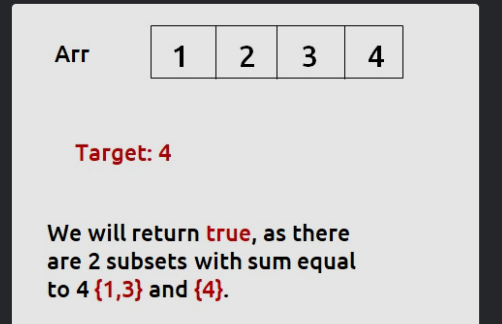 Arr 1 2 3 4
Target: 4
We will return true, as there
are 2 subsets with sum equal
to 4 {1,3} and {4}.